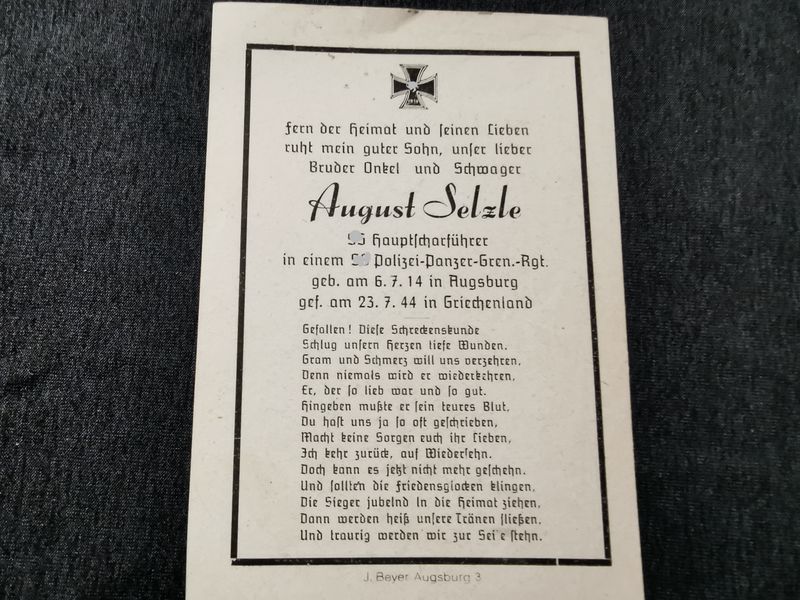 Fern der Heimat und seinen Lieben
ruht mein guter Sohn, unser lieber
Bruder Onkel und Schwager
August Selzle
SS Hauptscharführer
in einem SS Polizei-Panzer-Gren.-Rgt.
geb. am 6. 7. 14 in Augsburg
gef. am 23. 7. 44 in Griechenland
Gefallen! Diese Schreckenskunde
Schlug unsern Herzen tiefe Wunden.
Gram und Schmerz will uns verzehren,
Denn niemals wird er wiederkehren,
Er, der so lieb war und so gut.
Hingeben mußte er sein teures Blut,
Du hast uns ja so oft geschrieben,
Macht keine Sorgen euch ihr Lieben,
Ich kehr zurück, auf Wiedersehn.
Doch kann es jetzt nicht mehr geschehn.
Und sollten die Friedensglocken klingen,
Die Sieger jubelnd in die Heimat ziehen,
Dann werden heiß unsere Tränen fließen.
Und traurig werden wir zur Seite stehn.
J. Beyer Augsburg 3